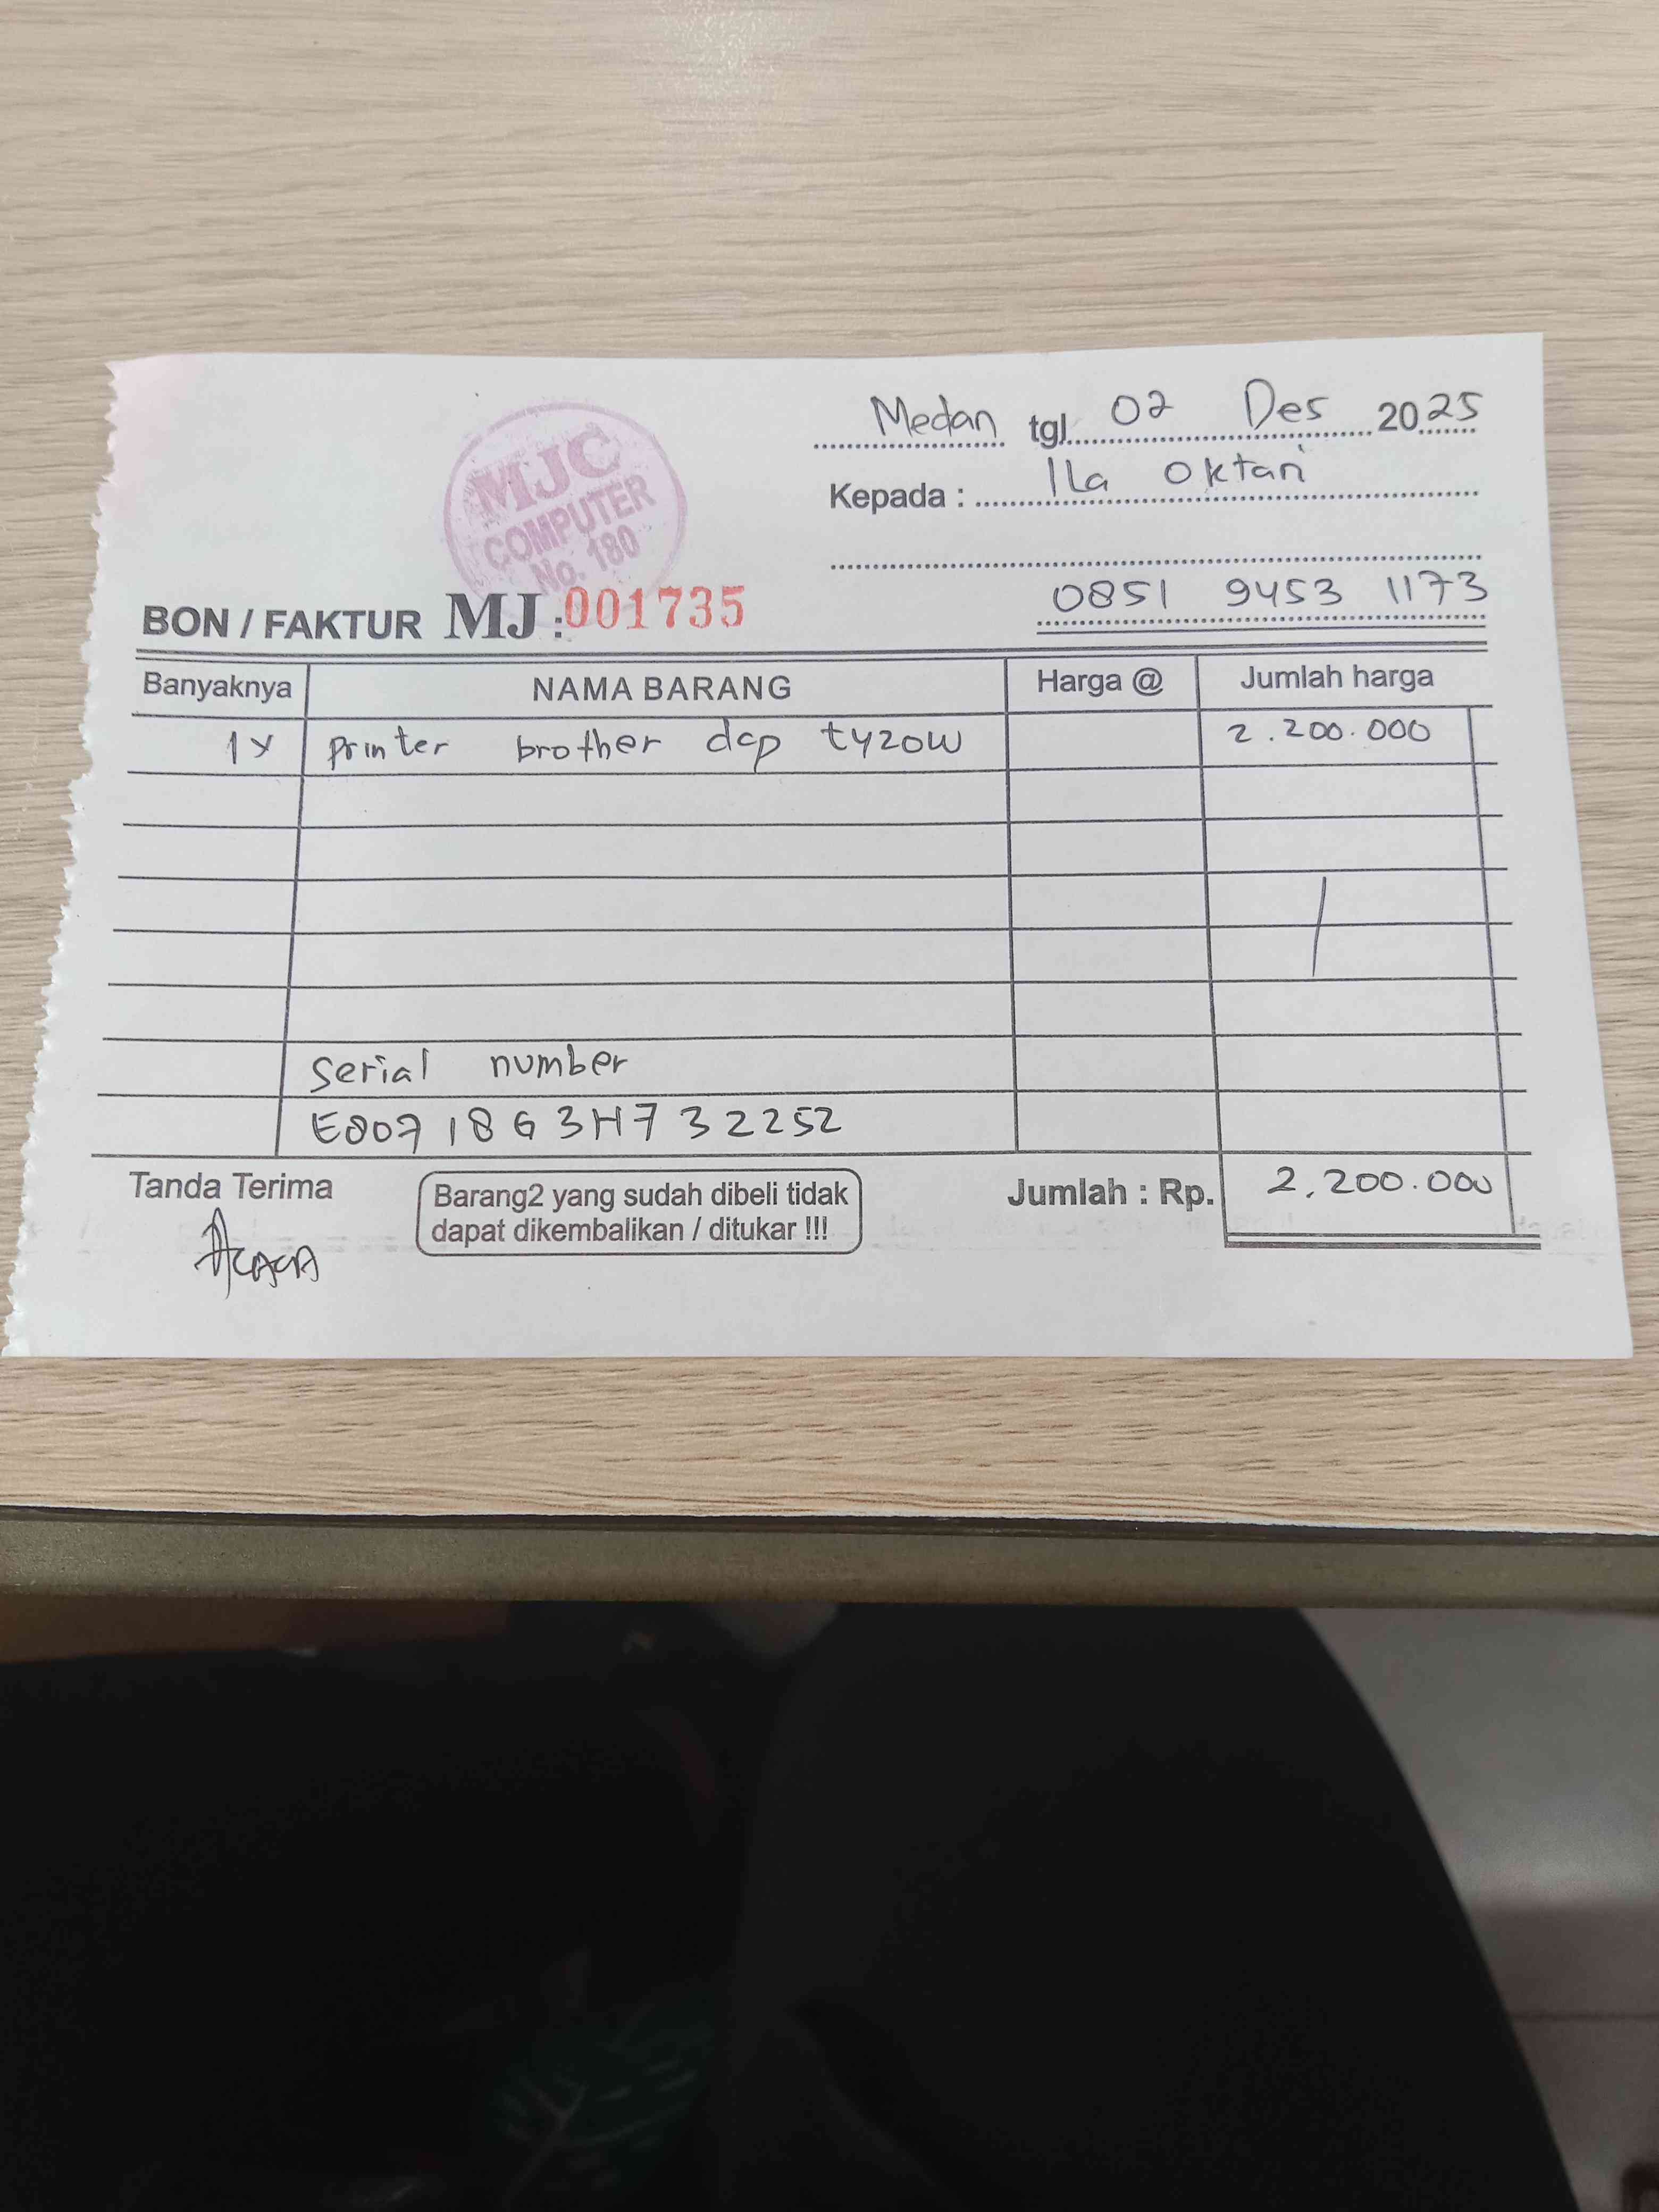 Medan tgl. 02 Des 2025
Kepada : Ila Oktari
MJC
COMPUTER
No. 180
0851 9453 1173
BON / FAKTUR MJ : 001735
Banyaknya NAMA BARANG Harga @ Jumlah harga
1x Printer brother dcp t420w 2.200.000
Serial number
E80718G3H732252
Tanda Terima Barang2 yang sudah dibeli tidak Jumlah : Rp. 2.200.000
dapat dikembalikan / ditukar !!!